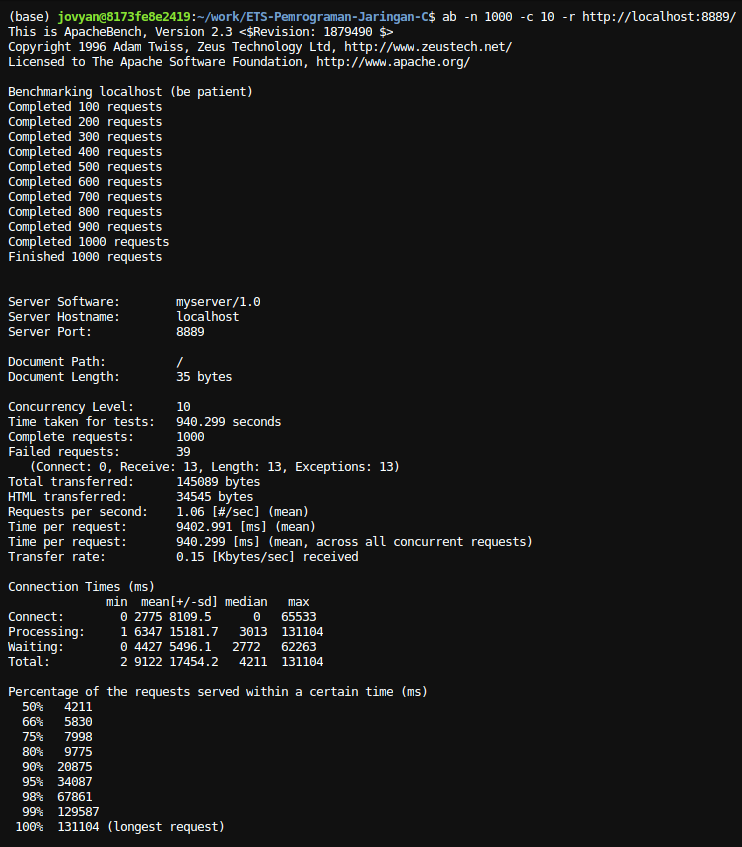 (base) jovyan@8173fe8e2419:~/work/ETS-Pemrograman-Jaringan-C$ ab -n 1000 -c 10 -r http://localhost:8889/
This is ApacheBench, Version 2.3 <$Revision: 1879490 $>
Copyright 1996 Adam Twiss, Zeus Technology Ltd, http://www.zeustech.net/
Licensed to The Apache Software Foundation, http://www.apache.org/

Benchmarking localhost (be patient)
Completed 100 requests
Completed 200 requests
Completed 300 requests
Completed 400 requests
Completed 500 requests
Completed 600 requests
Completed 700 requests
Completed 800 requests
Completed 900 requests
Completed 1000 requests
Finished 1000 requests


Server Software:        myserver/1.0
Server Hostname:        localhost
Server Port:            8889

Document Path:          /
Document Length:        35 bytes

Concurrency Level:      10
Time taken for tests:   940.299 seconds
Complete requests:      1000
Failed requests:        39
   (Connect: 0, Receive: 13, Length: 13, Exceptions: 13)
Total transferred:      145089 bytes
HTML transferred:       34545 bytes
Requests per second:    1.06 [#/sec] (mean)
Time per request:       9402.991 [ms] (mean)
Time per request:       940.299 [ms] (mean, across all concurrent requests)
Transfer rate:          0.15 [Kbytes/sec] received

Connection Times (ms)
              min  mean[+/-sd] median   max
Connect:        0 2775 8109.5      0   65533
Processing:     1 6347 15181.7   3013  131104
Waiting:        0 4427 5496.1   2772   62263
Total:          2 9122 17454.2   4211  131104

Percentage of the requests served within a certain time (ms)
  50%   4211
  66%   5830
  75%   7998
  80%   9775
  90%  20875
  95%  34087
  98%  67861
  99%  129587
 100%  131104 (longest request)